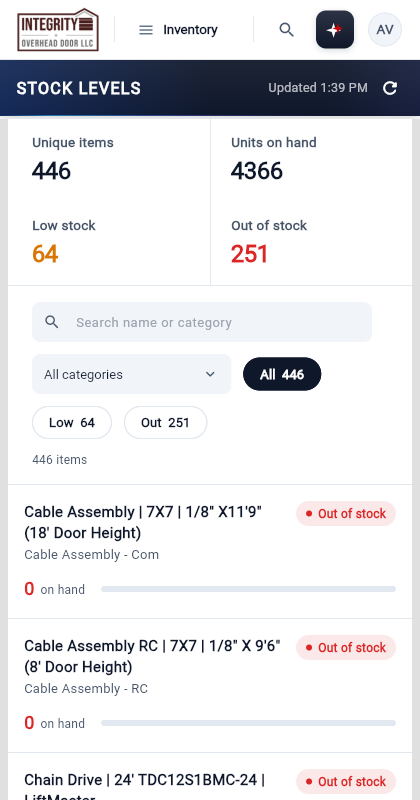 INTEGRITY
OVERHEAD DOOR LLC
Inventory
AV
STOCK LEVELS
Updated 1:39 PM
Unique items
446
Units on hand
4366
Low stock
64
Out of stock
251
Search name or category
All categories
All 446
Low 64
Out 251
446 items
Cable Assembly | 7X7 | 1/8" X11'9"
(18' Door Height)
Out of stock
Cable Assembly - Com
0 on hand
Cable Assembly RC | 7X7 | 1/8" X 9'6"
(8' Door Height)
Out of stock
Cable Assembly - RC
0 on hand
Chain Drive | 24' TDC12S1BMC-24 |
LiftMaster
Out of stock